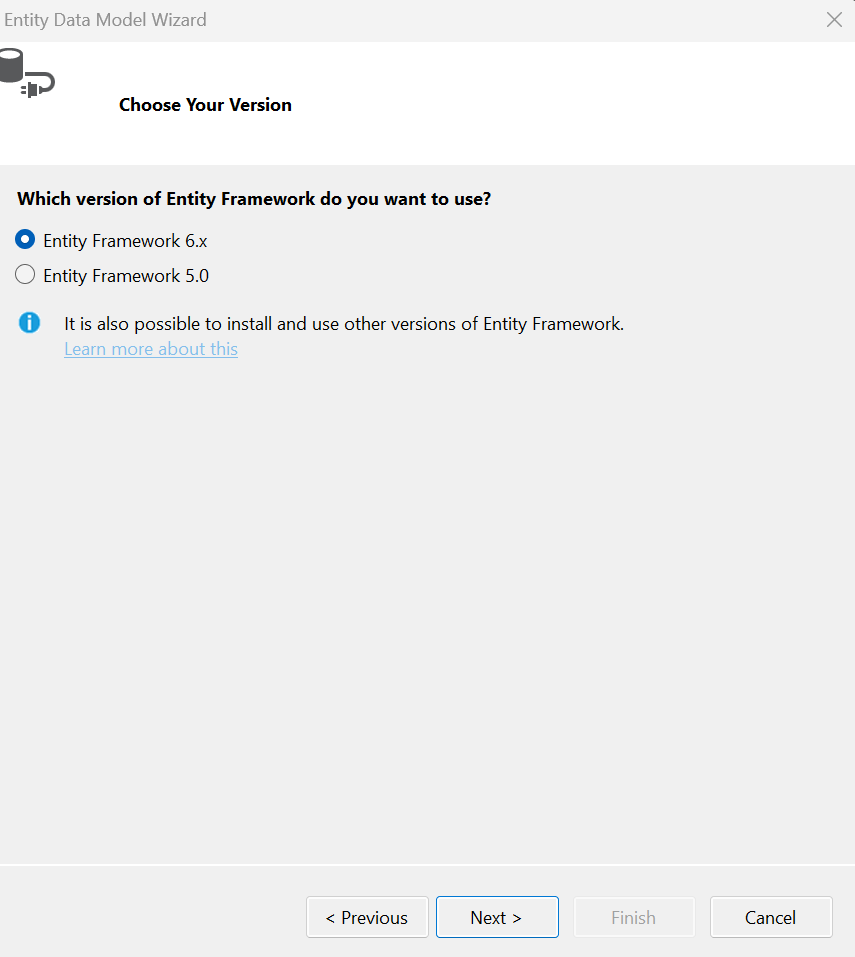 Entity Data Model Wizard
Choose Your Version
Which version of Entity Framework do you want to use?
Entity Framework 6.x
Entity Framework 5.0
It is also possible to install and use other versions of Entity Framework.
Learn more about this
< Previous
Next >
Finish
Cancel